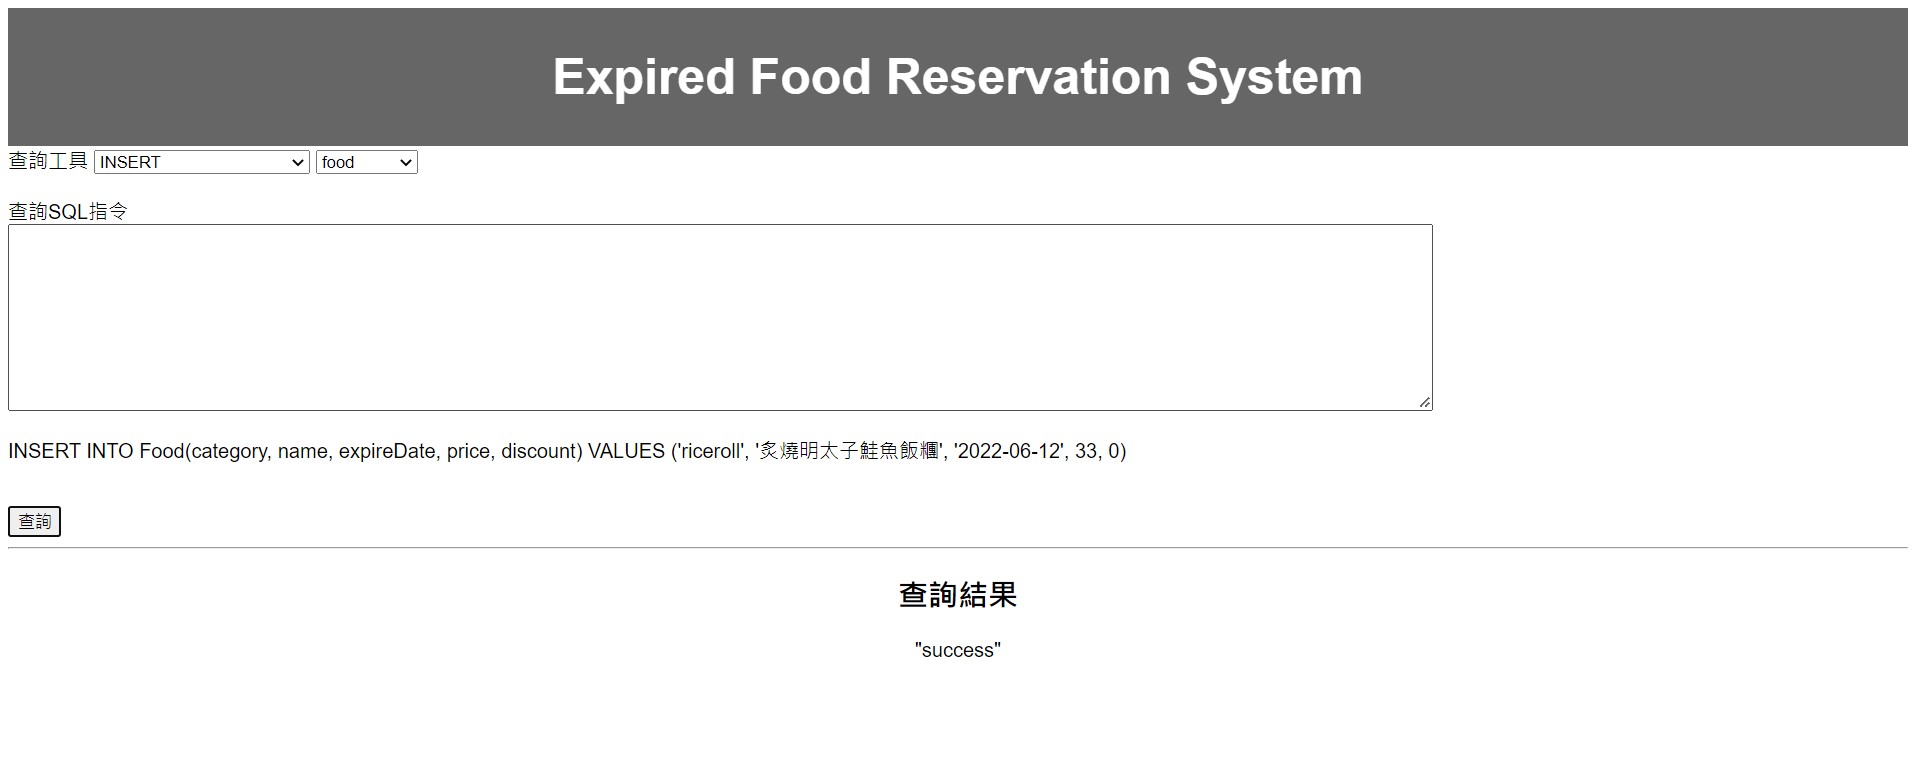 Expired Food Reservation System
查詢工具 INSERT food
查詢SQL指令
INSERT INTO Food(category, name, expireDate, price, discount) VALUES ('riceroll', '炙燒明太子鮭魚飯糰', '2022-06-12', 33, 0)
查詢
查詢結果
"success"